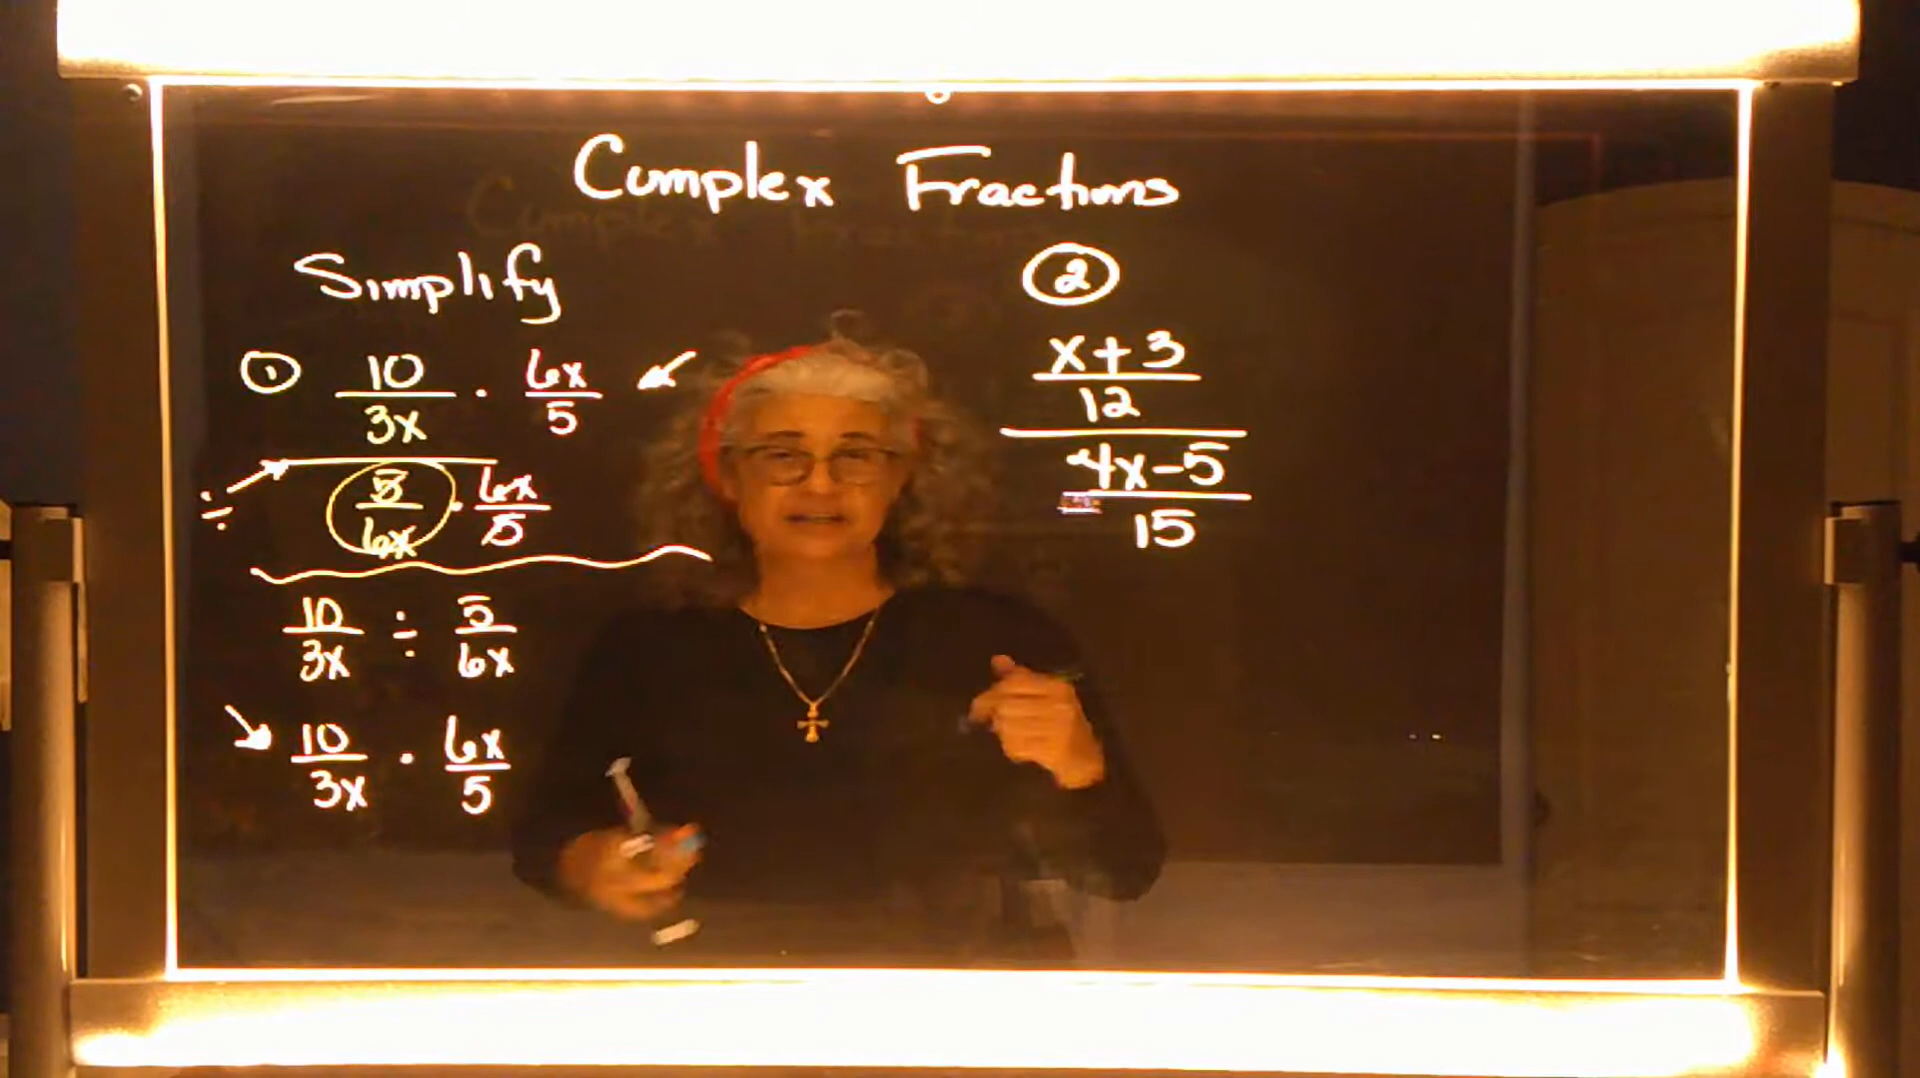 Complex Fractions
Simplify
① 10/3x · 6x/5
÷ 5/6x · 6x/5
10/3x ÷ 5/6x
10/3x · 6x/5
②
x+3
12
4x-5
15